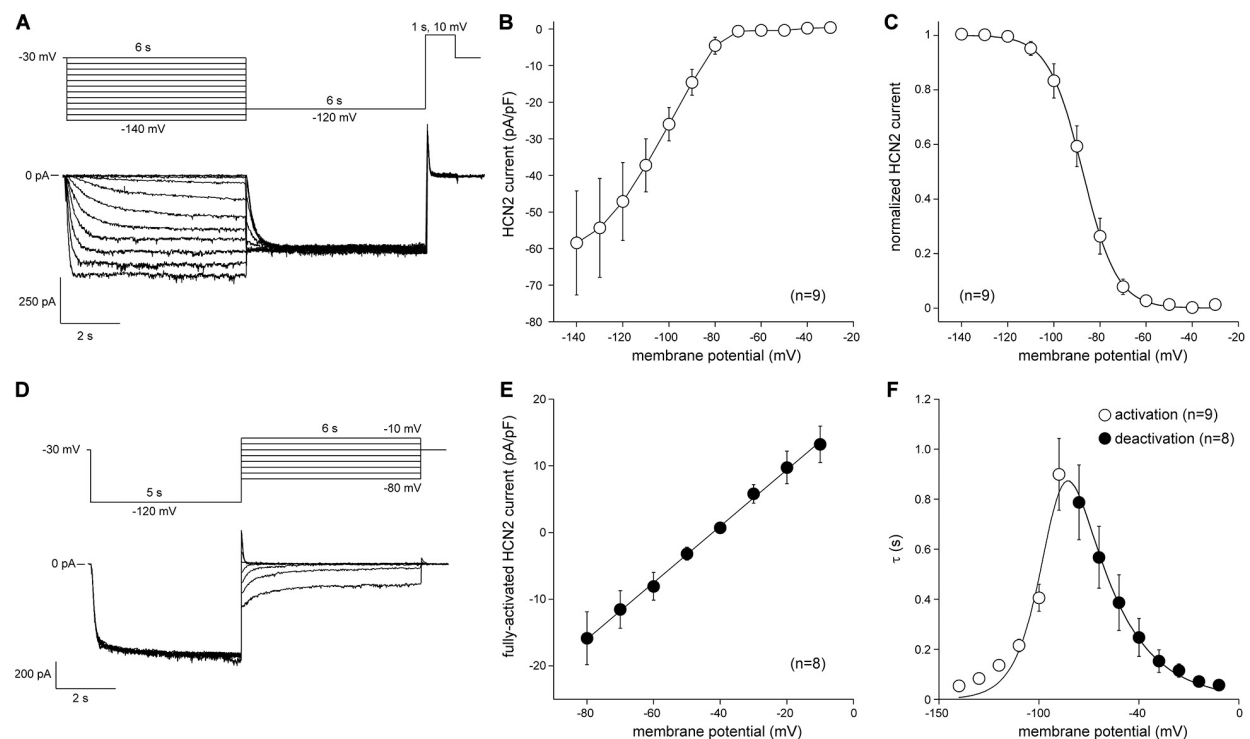 A
1 s, 10 mV
6 s
-30 mV
6 s
-120 mV
-140 mV
0 pA
250 pA
2 s
B
HCN2 current (pA/pF)
0
-10
-20
-30
-40
-50
-60
-70
-80
(n=9)
-140 -120 -100 -80 -60 -40 -20
membrane potential (mV)
C
normalized HCN2 current
1
0.8
0.6
0.4
0.2
0
(n=9)
-140 -120 -100 -80 -60 -40 -20
membrane potential (mV)
D
6 s
-10 mV
-30 mV
-80 mV
5 s
-120 mV
0 pA
200 pA
2 s
E
fully-activated HCN2 current (pA/pF)
20
10
0
-10
-20
(n=8)
-80 -60 -40 -20 0
membrane potential (mV)
F
τ (s)
1.2
1.0
0.8
0.6
0.4
0.2
0
activation (n=9)
deactivation (n=8)
-150 -100 -40 0
membrane potential (mV)